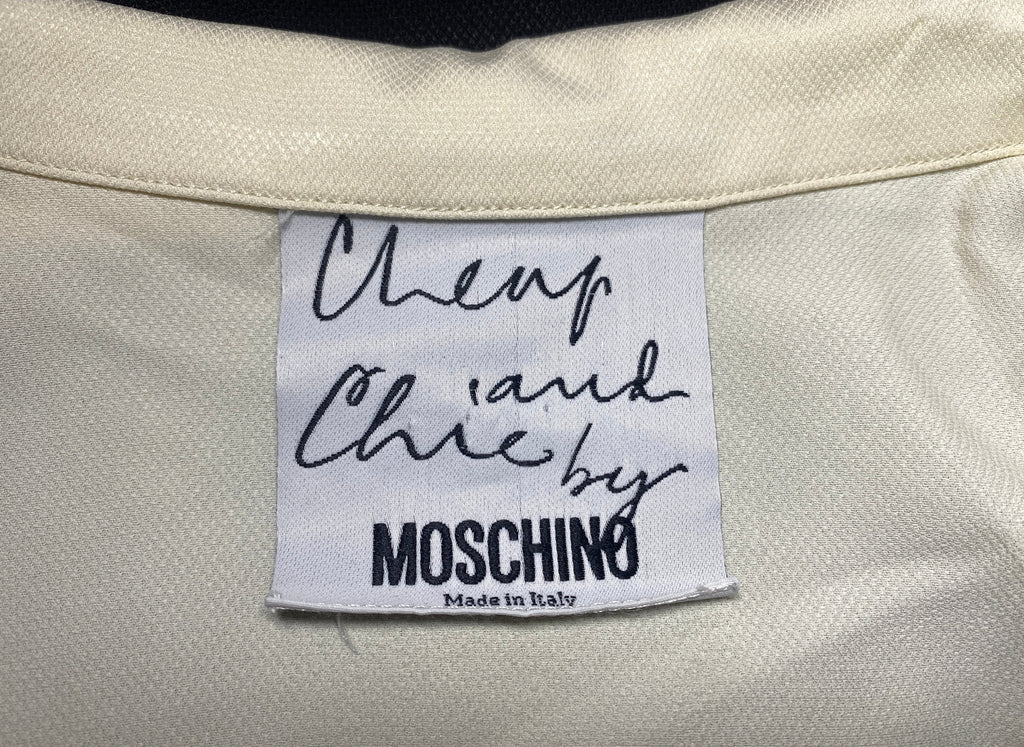 Cheap
and
Chic
by
MOSCHINO
Made in Italy